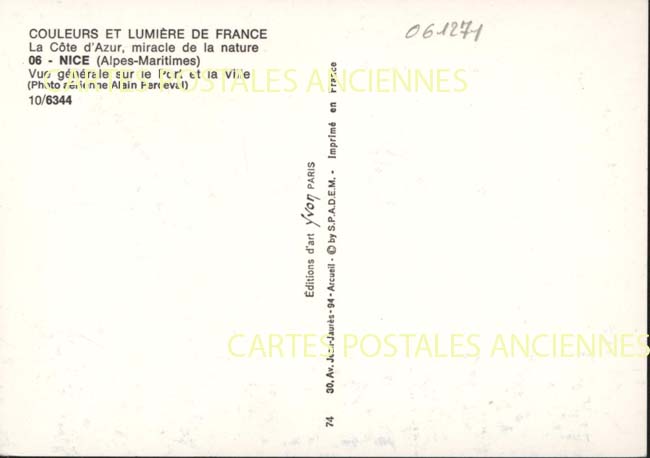 COULEURS ET LUMIÈRE DE FRANCE
La Côte d'Azur, miracle de la nature
06 - NICE (Alpes-Maritimes)
Vue générale sur le Port et la ville
(Photo aérienne Alain Perceval)
10/6344
061271
CARTES POSTALES ANCIENNES
Éditions d'art Yvon PARIS
74 30, Av. Jean-Jaurès - 94 - Arcueil - © by S.P.A.D.E.M. - Imprimé en France
CARTES POSTALES ANCIENNES